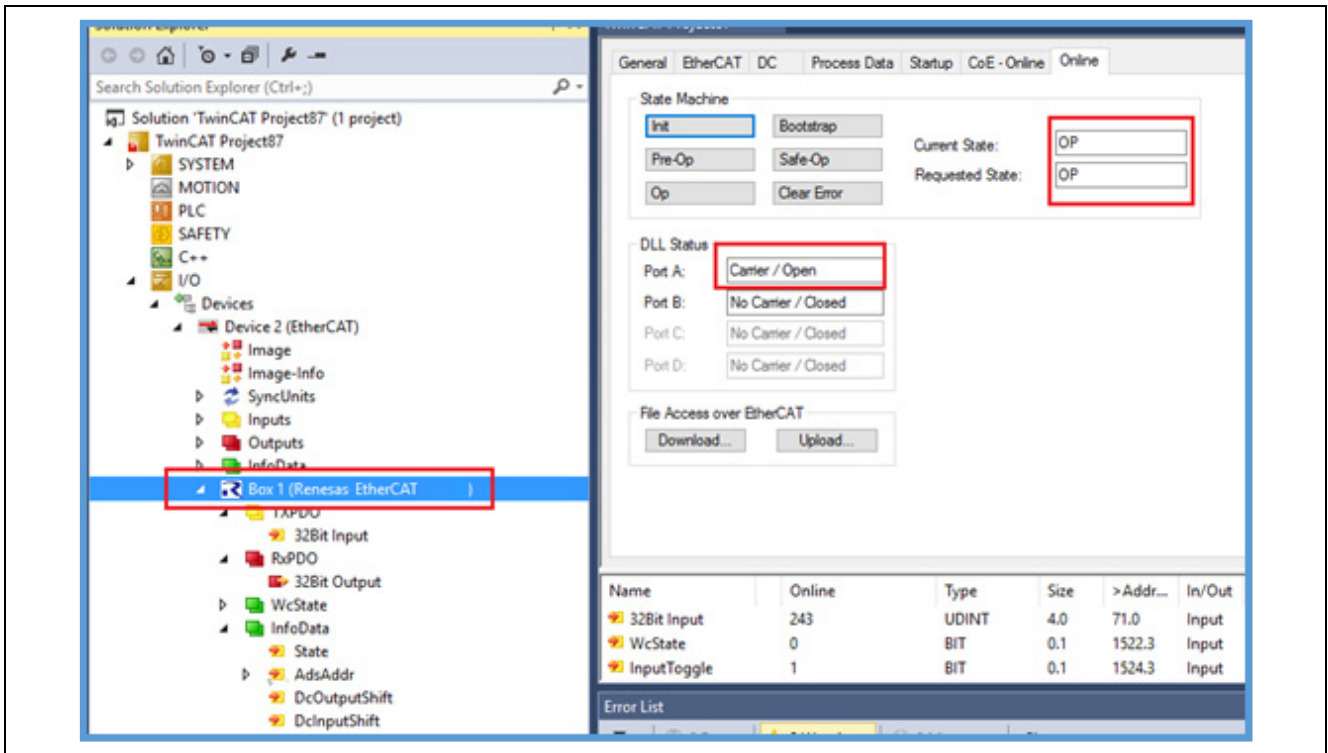 Solution Explorer
Search Solution Explorer (Ctrl+;)
Solution 'TwinCAT Project87' (1 project)
TwinCAT Project87
SYSTEM
MOTION
PLC
SAFETY
C++
I/O
Devices
Device 2 (EtherCAT)
Image
Image-Info
SyncUnits
Inputs
Outputs
InfoData
Box 1 (Renesas EtherCAT )
TXPDO
32Bit Input
RxPDO
32Bit Output
WcState
InfoData
State
AdsAddr
DcOutputShift
DcInputShift
TwinCAT Project87
General EtherCAT DC Process Data Startup CoE - Online Online
State Machine
Init Bootstrap
Pre-Op Safe-Op
Op Clear Error
Current State: OP
Requested State: OP
DLL Status
Port A: Carrier / Open
Port B: No Carrier / Closed
Port C: No Carrier / Closed
Port D: No Carrier / Closed
File Access over EtherCAT
Download... Upload...
Name Online Type Size >Addr... In/Out
32Bit Input 243 UDINT 4.0 71.0 Input
WcState 0 BIT 0.1 1522.3 Input
InputToggle 1 BIT 0.1 1524.3 Input
Error List